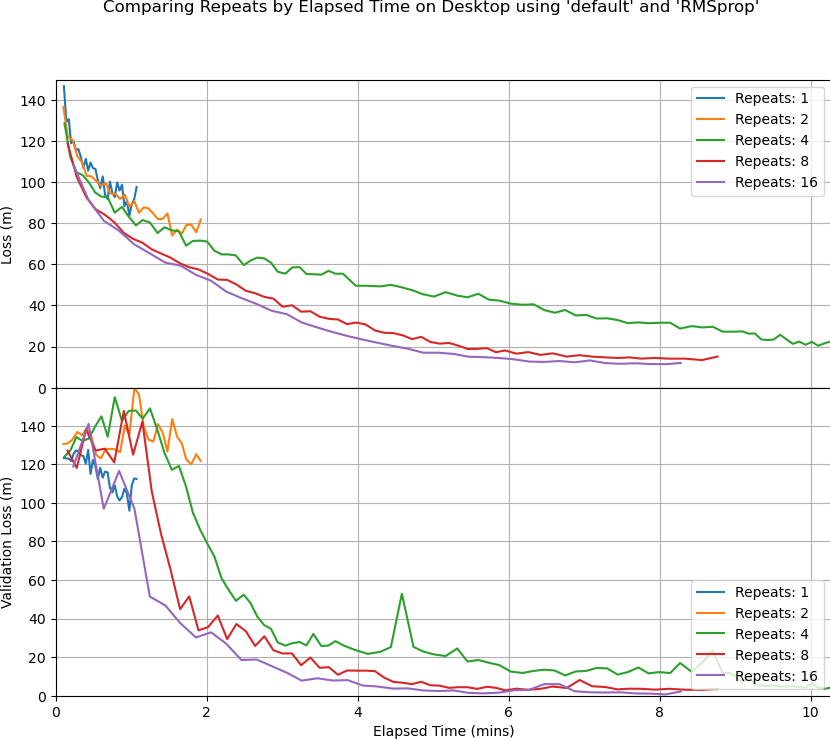 Comparing Repeats by Elapsed Time on Desktop using 'default' and 'RMSprop'
140
120
100
80
60
40
20
0
Loss (m)
Repeats: 1
Repeats: 2
Repeats: 4
Repeats: 8
Repeats: 16
140
120
100
80
60
40
20
0
Validation Loss (m)
Repeats: 1
Repeats: 2
Repeats: 4
Repeats: 8
Repeats: 16
0 2 4 6 8 10
Elapsed Time (mins)